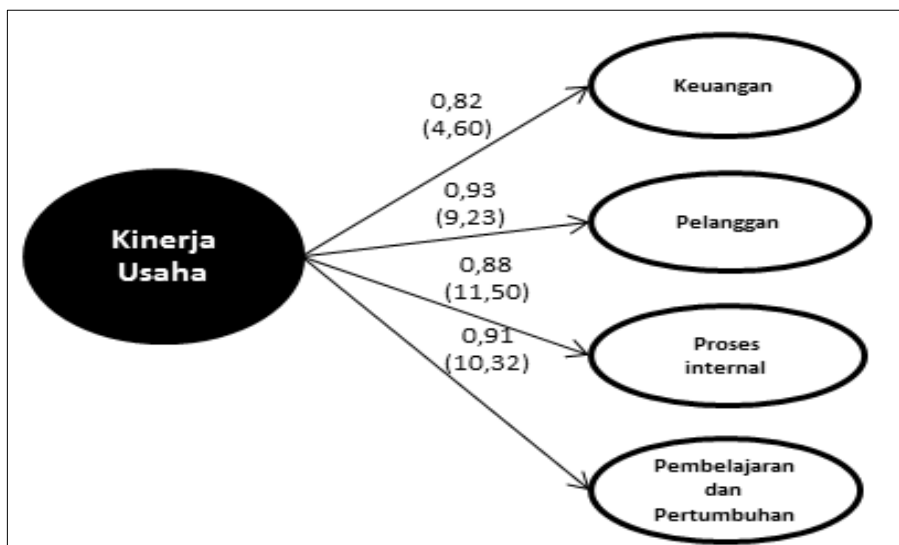 Kinerja
Usaha
0,82
(4,60)
0,93
(9,23)
0,88
(11,50)
0,91
(10,32)
Keuangan
Pelanggan
Proses
internal
Pembelajaran
dan
Pertumbuhan